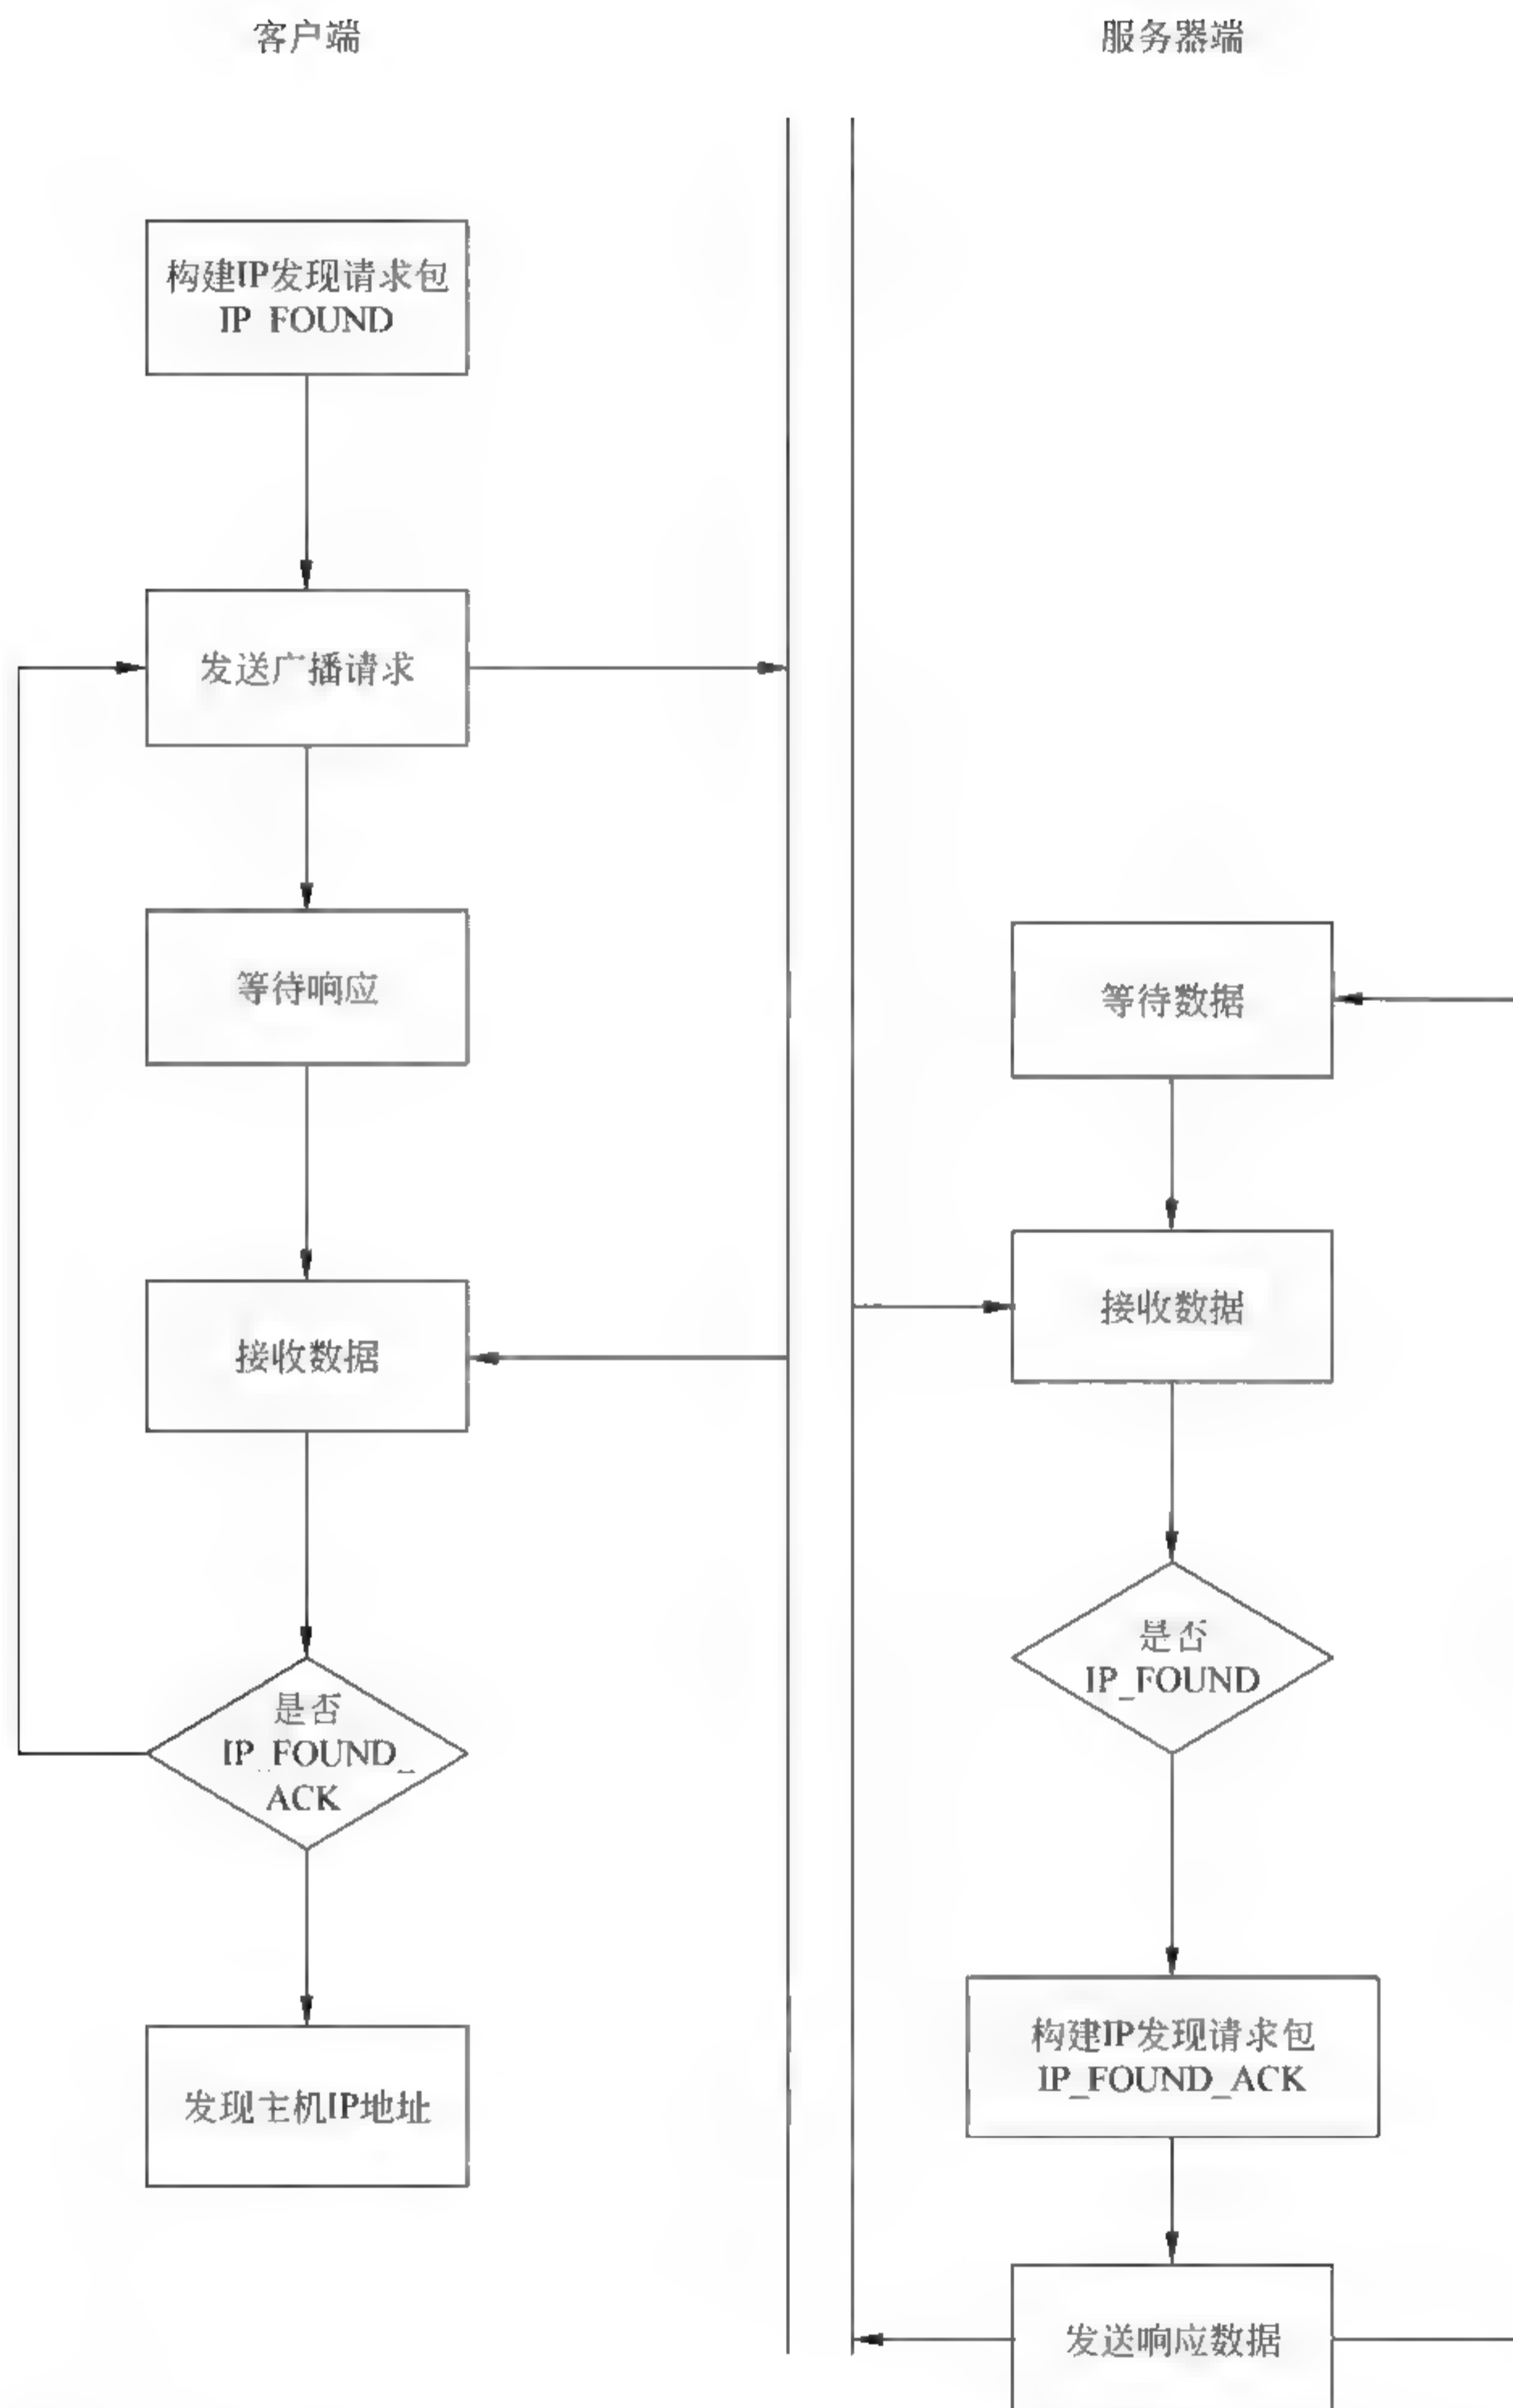 客户端
服务器端
构建IP发现请求包
IP FOUND
发送广播请求
等待响应
等待数据
接收数据
接收数据
是否
IP_FOUND
是否
IP_FOUND_
ACK
构建IP发现请求包
IP_FOUND_ACK
发现主机IP地址
发送响应数据